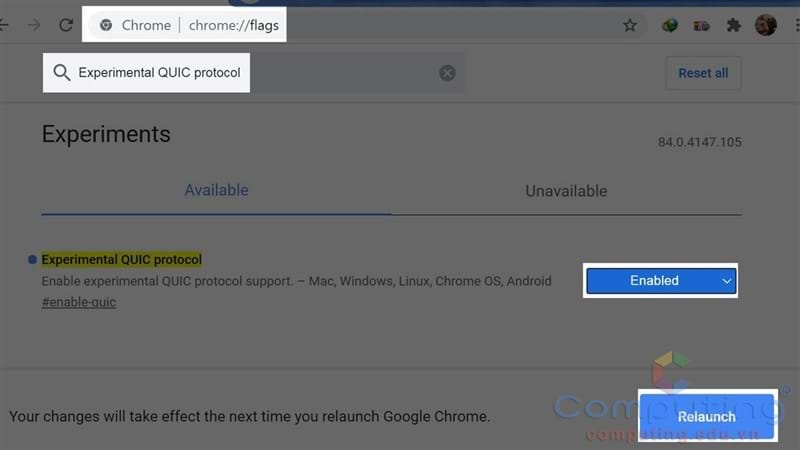 Chrome | chrome://flags
Experimental QUIC protocol
Reset all
Experiments
84.0.4147.105
Available
Unavailable
Experimental QUIC protocol
Enable experimental QUIC protocol support. – Mac, Windows, Linux, Chrome OS, Android
#enable-quic
Enabled
Your changes will take effect the next time you relaunch Google Chrome.
Relaunch
Computing®
computing.edu.vn